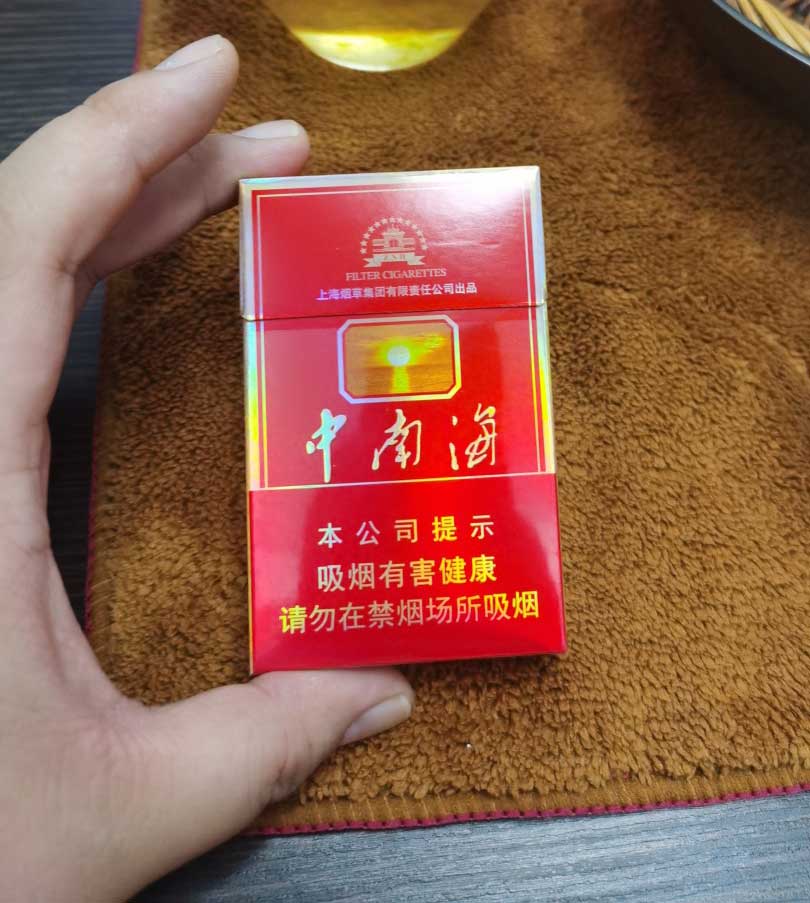 Z.N.H
FILTER CIGARETTES
上海烟草集团有限责任公司出品
中南海
本公司提示
吸烟有害健康
请勿在禁烟场所吸烟